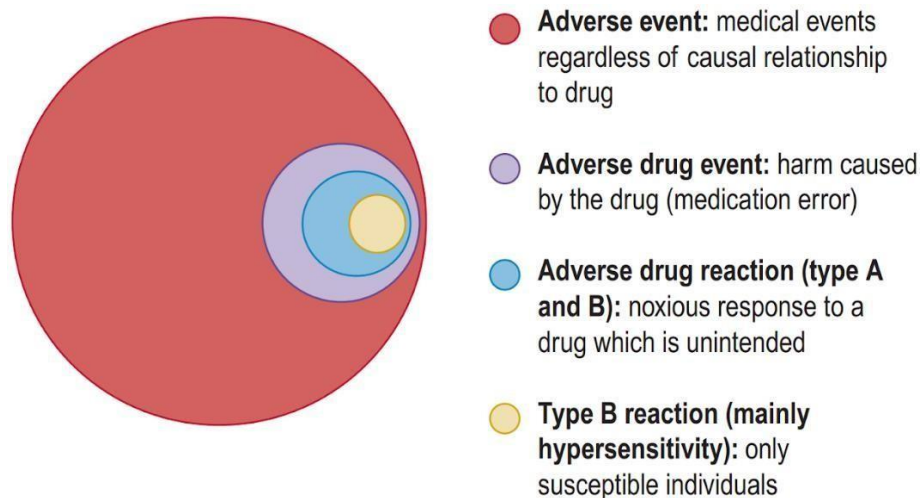 Adverse event: medical events
regardless of causal relationship
to drug
Adverse drug event: harm caused
by the drug (medication error)
Adverse drug reaction (type A
and B): noxious response to a
drug which is unintended
Type B reaction (mainly
hypersensitivity): only
susceptible individuals